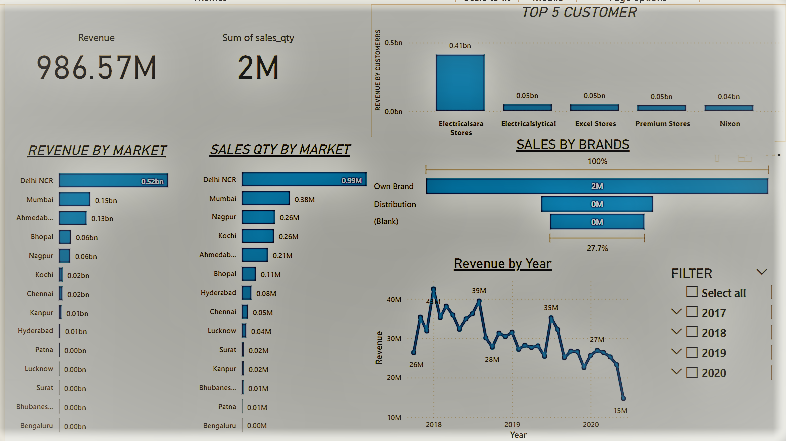 TOP 5 CUSTOMER
Revenue
986.57M
Sum of sales_qty
2M
REVENUE BY CUSTOMERS
0.5bn
0.0bn
0.41bn
0.05bn
0.05bn
0.05bn
0.04bn
Electricalsara Stores
Electricalslytical
Excel Stores
Premium Stores
Nixon
REVENUE BY MARKET
Delhi NCR 0.52bn
Mumbai 0.15bn
Ahmedab... 0.13bn
Bhopal 0.06bn
Nagpur 0.06bn
Kochi 0.02bn
Chennai 0.02bn
Kanpur 0.01bn
Hyderabad 0.01bn
Patna 0.00bn
Lucknow 0.00bn
Surat 0.00bn
Bhubanes... 0.00bn
Bengaluru 0.00bn
SALES QTY BY MARKET
Delhi NCR 0.99M
Mumbai 0.38M
Nagpur 0.26M
Kochi 0.26M
Ahmedab... 0.21M
Bhopal 0.11M
Hyderabad 0.08M
Chennai 0.05M
Lucknow 0.04M
Surat 0.02M
Kanpur 0.02M
Bhubanes... 0.01M
Patna 0.01M
Bengaluru 0.00M
SALES BY BRANDS
100%
Own Brand 2M
Distribution 0M
(Blank) 0M
27.7%
Revenue by Year
Revenue
40M
30M
20M
10M
26M
39M
28M
35M
27M
15M
2018
2019
2020
Year
FILTER
Select all
2017
2018
2019
2020